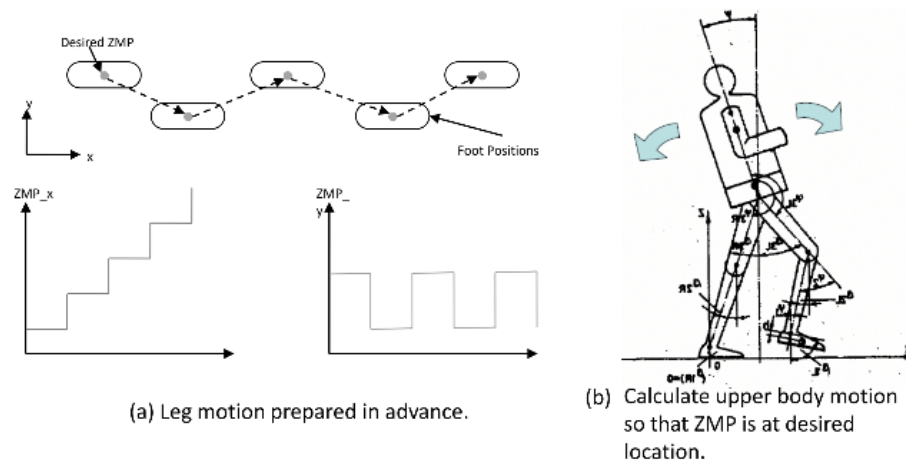 Desired ZMP
y
x
Foot Positions
ZMP_x
ZMP_
y
(a) Leg motion prepared in advance.
(b) Calculate upper body motion
so that ZMP is at desired
location.